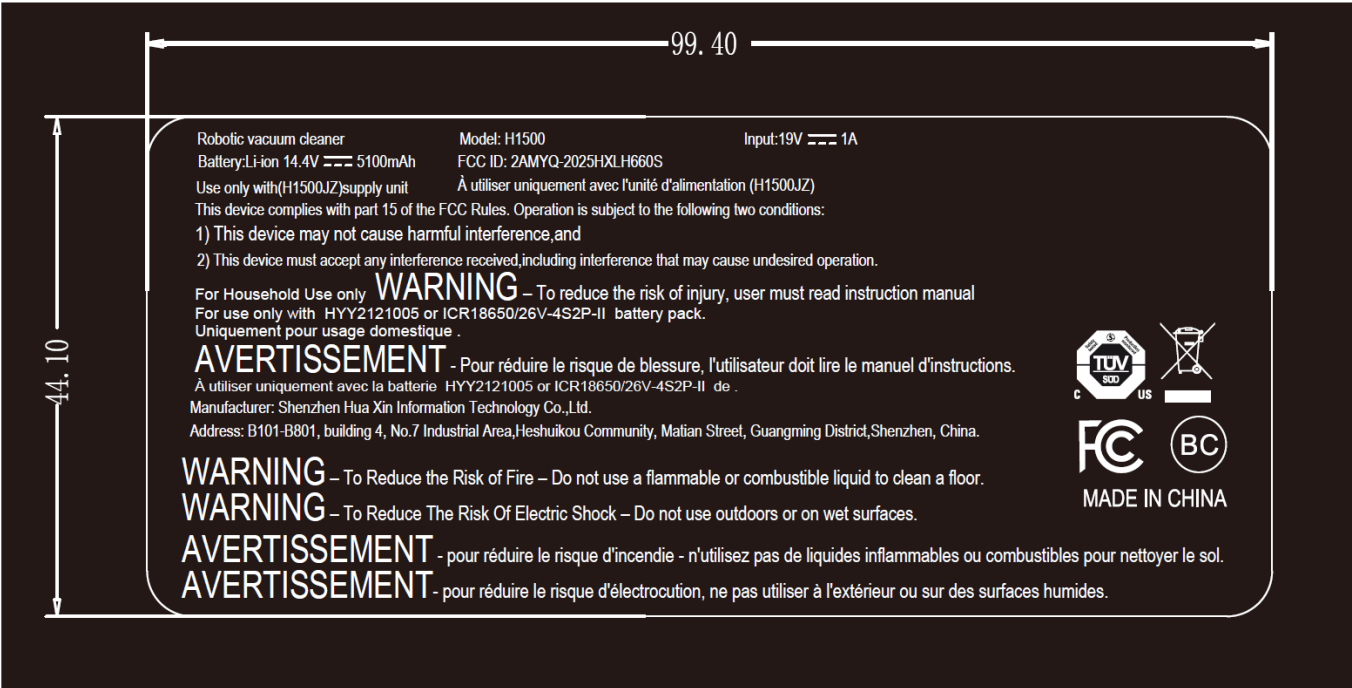 99.40
44.10
Robotic vacuum cleaner Model: H1500 Input:19V 1A
Battery:Li-ion 14.4V 5100mAh FCC ID: 2AMYQ-2025HXLH660S
Use only with(H1500JZ)supply unit À utiliser uniquement avec l'unité d'alimentation (H1500JZ)
This device complies with part 15 of the FCC Rules. Operation is subject to the following two conditions:
1) This device may not cause harmful interference,and
2) This device must accept any interference received,including interference that may cause undesired operation.
For Household Use only WARNING – To reduce the risk of injury, user must read instruction manual
For use only with HYY2121005 or ICR18650/26V-4S2P-II battery pack.
Uniquement pour usage domestique .
AVERTISSEMENT - Pour réduire le risque de blessure, l'utilisateur doit lire le manuel d'instructions.
À utiliser uniquement avec la batterie HYY2121005 or ICR18650/26V-4S2P-II de .
Manufacturer: Shenzhen Hua Xin Information Technology Co.,Ltd.
Address: B101-B801, building 4, No.7 Industrial Area,Heshuikou Community, Matian Street, Guangming District,Shenzhen, China.
WARNING – To Reduce the Risk of Fire – Do not use a flammable or combustible liquid to clean a floor.
WARNING – To Reduce The Risk Of Electric Shock – Do not use outdoors or on wet surfaces.
AVERTISSEMENT - pour réduire le risque d'incendie - n'utilisez pas de liquides inflammables ou combustibles pour nettoyer le sol.
AVERTISSEMENT- pour réduire le risque d'électrocution, ne pas utiliser à l'extérieur ou sur des surfaces humides.
TÜV
SÜD
C US
FC BC
MADE IN CHINA